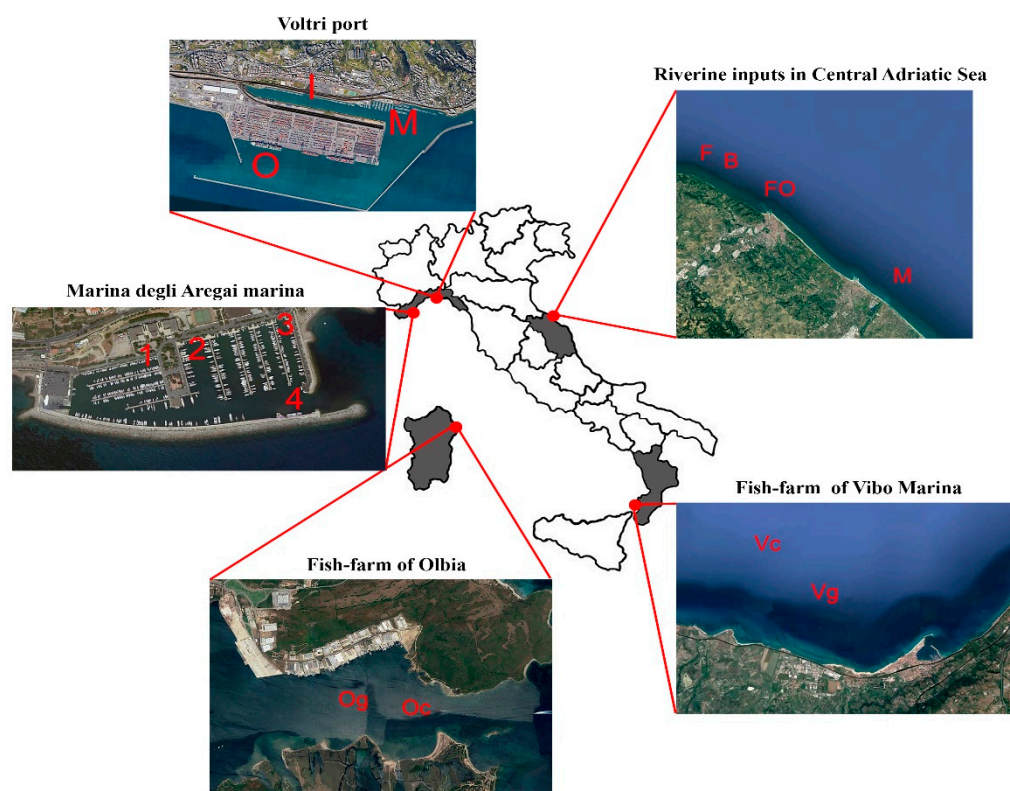 Voltri port
I
M
O
Riverine inputs in Central Adriatic Sea
F
B
FO
M
Marina degli Aregai marina
1
2
3
4
Fish-farm of Vibo Marina
Vc
Vg
Fish-farm of Olbia
Og
Oc